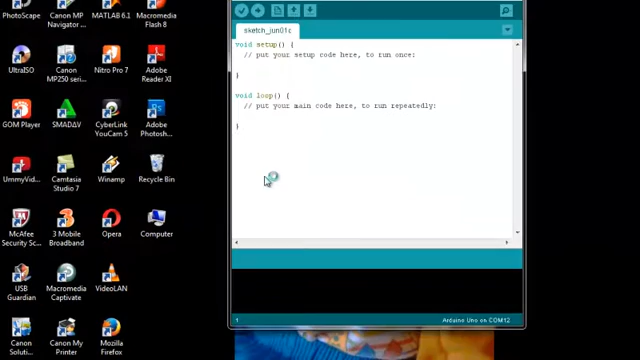 PhotoScape
Canon MP
Navigator ...
MATLAB 6.1
Macromedia
Flash 8
UltraISO
Canon
MP250 seri...
Nitro Pro 7
Adobe
Reader XI
GOM Player
SMADΔV
CyberLink
YouCam 5
Adobe
Photosh...
UmmyVid...
Camtasia
Studio 7
Winamp
Recycle Bin
McAfee
Security Sc...
3 Mobile
Broadband
Opera
Computer
USB
Guardian
Macromedia
Captivate
VideoLAN
Canon
Solution
Canon My
Printer
Mozilla
Firefox
sketch_jun01c
void setup() {
// put your setup code here, to run once:
}
void loop() {
// put your main code here, to run repeatedly:
}
1
Arduino Uno on COM12